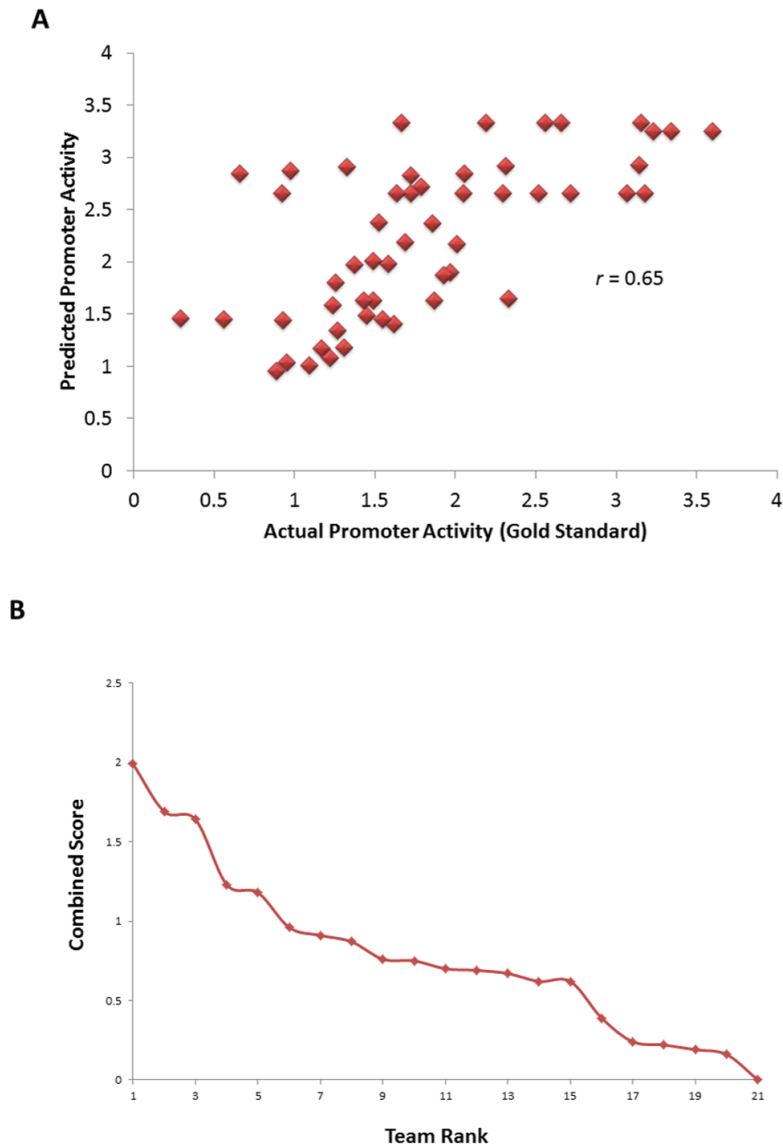 A
4
3.5
3
2.5
2
1.5
1
0.5
0
Predicted Promoter Activity
r = 0.65
0 0.5 1 1.5 2 2.5 3 3.5 4
Actual Promoter Activity (Gold Standard)
B
2.5
2
1.5
1
0.5
0
Combined Score
1 3 5 7 9 11 13 15 17 19 21
Team Rank